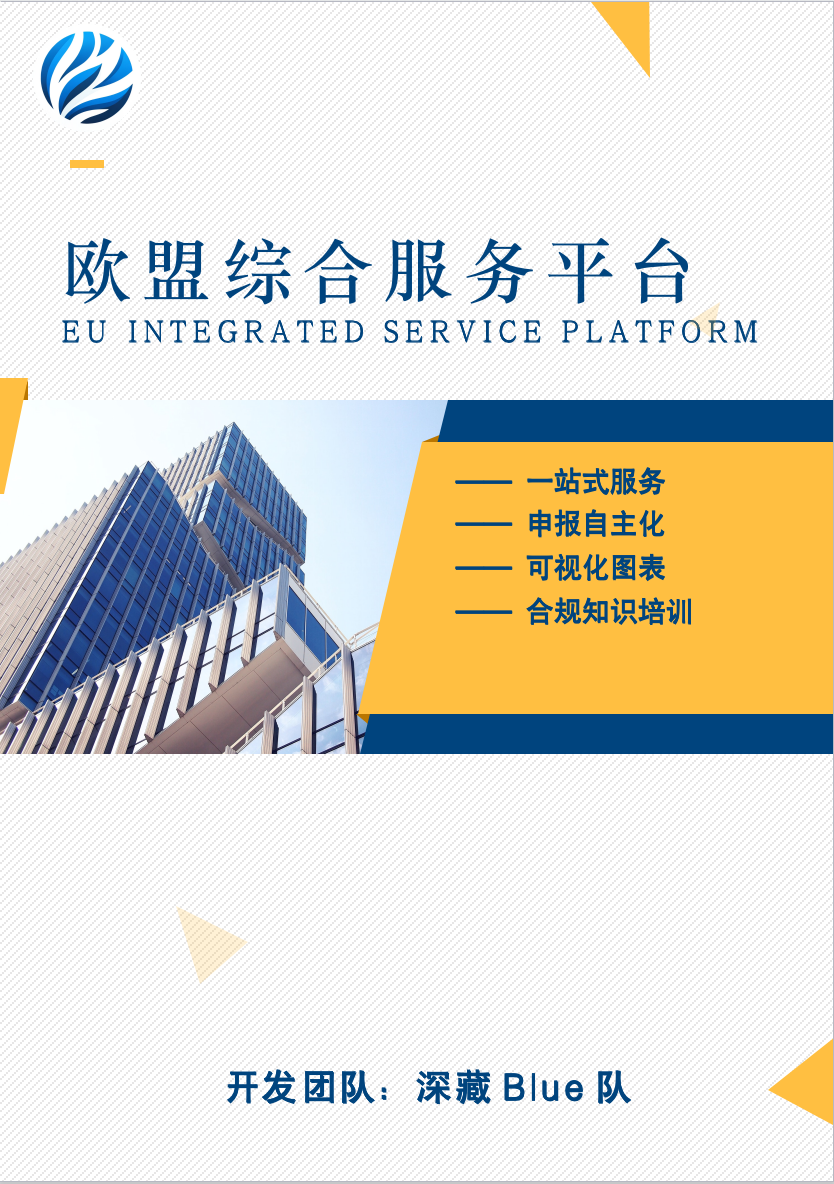 欧盟综合服务平台
EU INTEGRATED SERVICE PLATFORM
—— 一站式服务
—— 申报自主化
—— 可视化图表
—— 合规知识培训
开发团队：深藏 Blue 队